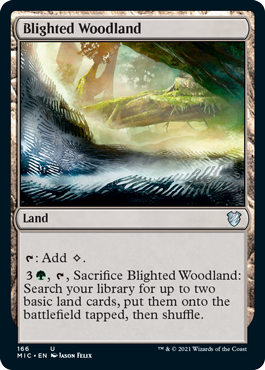 Blighted Woodland
Land
: Add .
3 , , Sacrifice Blighted Woodland:
Search your library for up to two
basic land cards, put them onto the
battlefield tapped, then shuffle.
166 U
MIC • EN Jason Felix
™ & © 2021 Wizards of the Coast